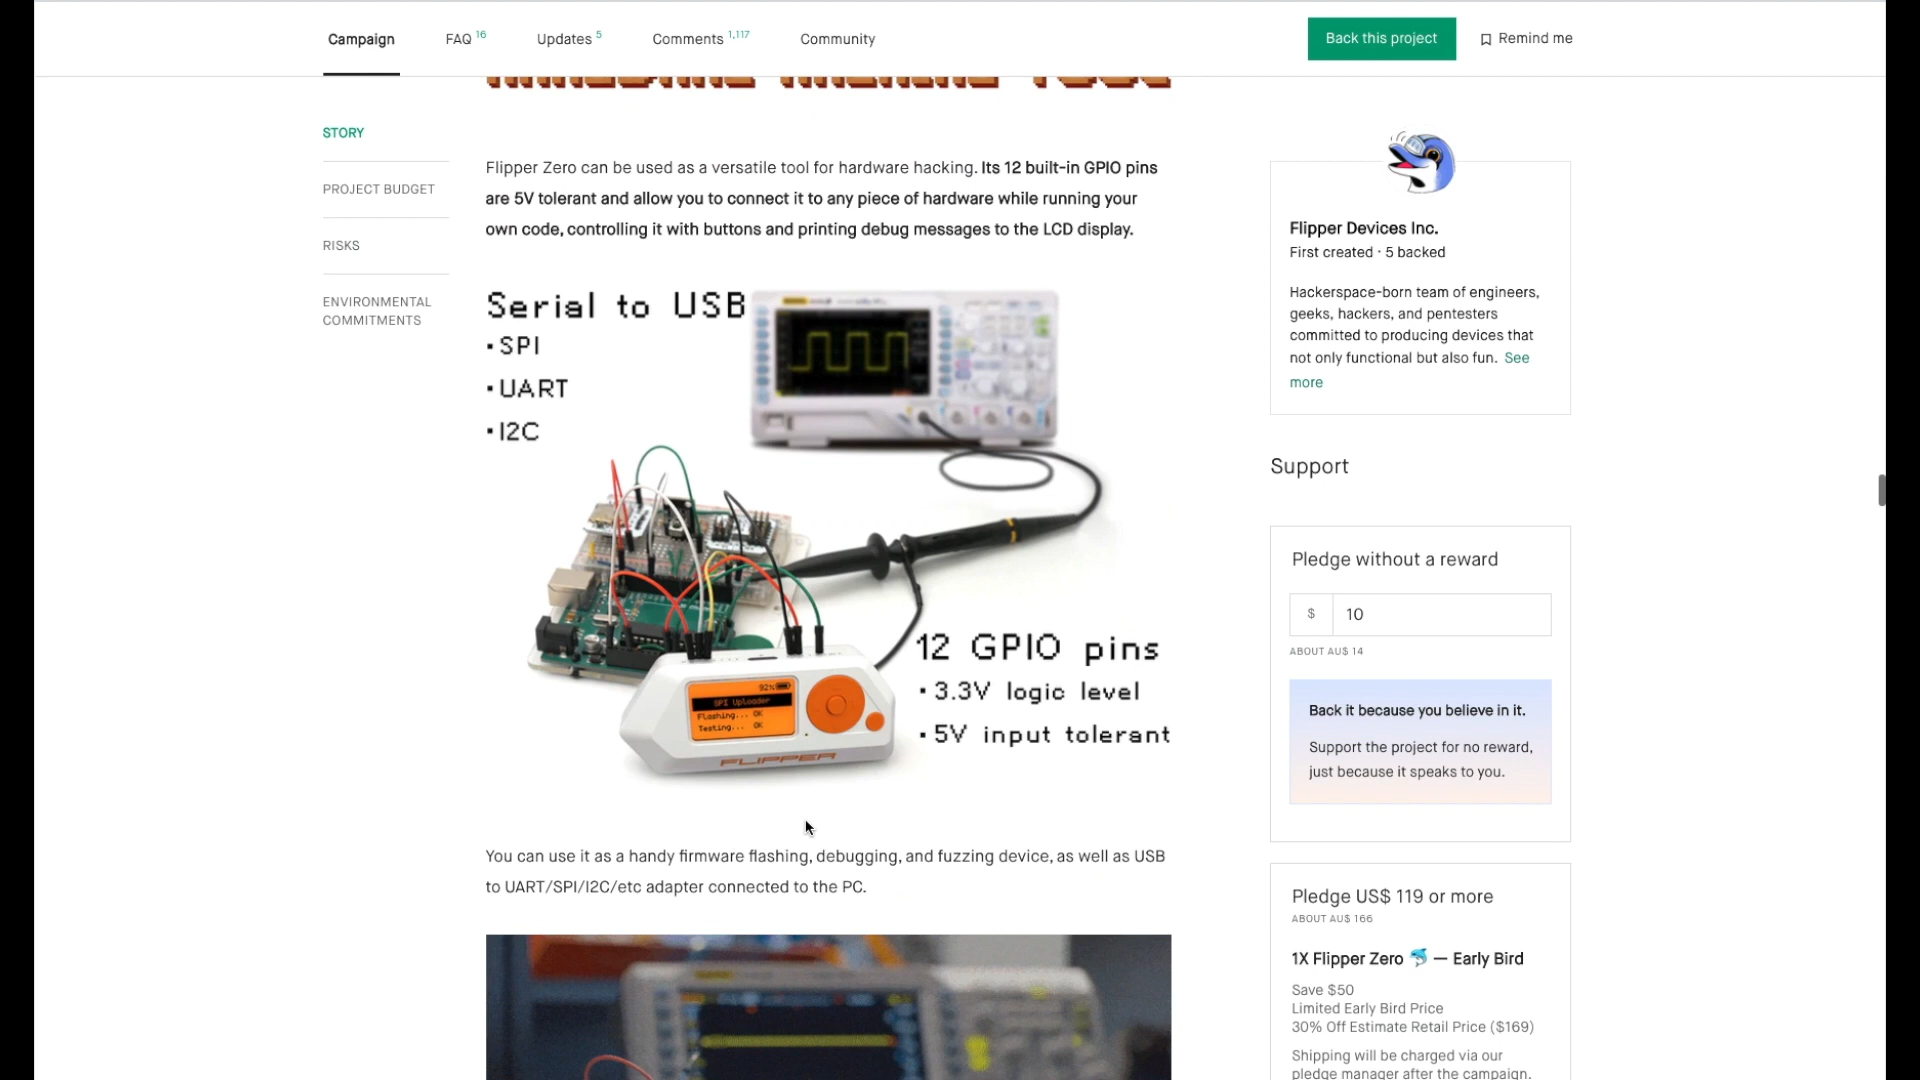 Campaign
FAQ 16
Updates 5
Comments 1,117
Community
Back this project
Remind me
STORY
PROJECT BUDGET
RISKS
ENVIRONMENTAL
COMMITMENTS
Flipper Zero can be used as a versatile tool for hardware hacking. Its 12 built-in GPIO pins
are 5V tolerant and allow you to connect it to any piece of hardware while running your
own code, controlling it with buttons and printing debug messages to the LCD display.
Serial to USB
• SPI
• UART
• I2C
12 GPIO pins
• 3.3V logic level
• 5V input tolerant
92%
SPI Uploader
Flashing... OK
Testing... OK
FLIPPER
You can use it as a handy firmware flashing, debugging, and fuzzing device, as well as USB
to UART/SPI/I2C/etc adapter connected to the PC.
Flipper Devices Inc.
First created · 5 backed
Hackerspace-born team of engineers,
geeks, hackers, and pentesters
committed to producing devices that
not only functional but also fun. See
more
Support
Pledge without a reward
$ 10
ABOUT AU$ 14
Back it because you believe in it.
Support the project for no reward,
just because it speaks to you.
Pledge US$ 119 or more
ABOUT AU$ 166
1X Flipper Zero 🐬 — Early Bird
Save $50
Limited Early Bird Price
30% Off Estimate Retail Price ($169)
Shipping will be charged via our
pledge manager after the campaign.